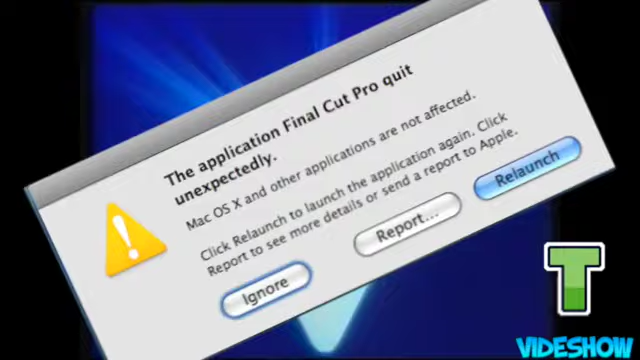 The application Final Cut Pro quit
unexpectedly.
Mac OS X and other applications are not affected.
Click Relaunch to launch the application again. Click
Report to see more details or send a report to Apple.
Ignore
Report...
Relaunch
T
VIDESHOW